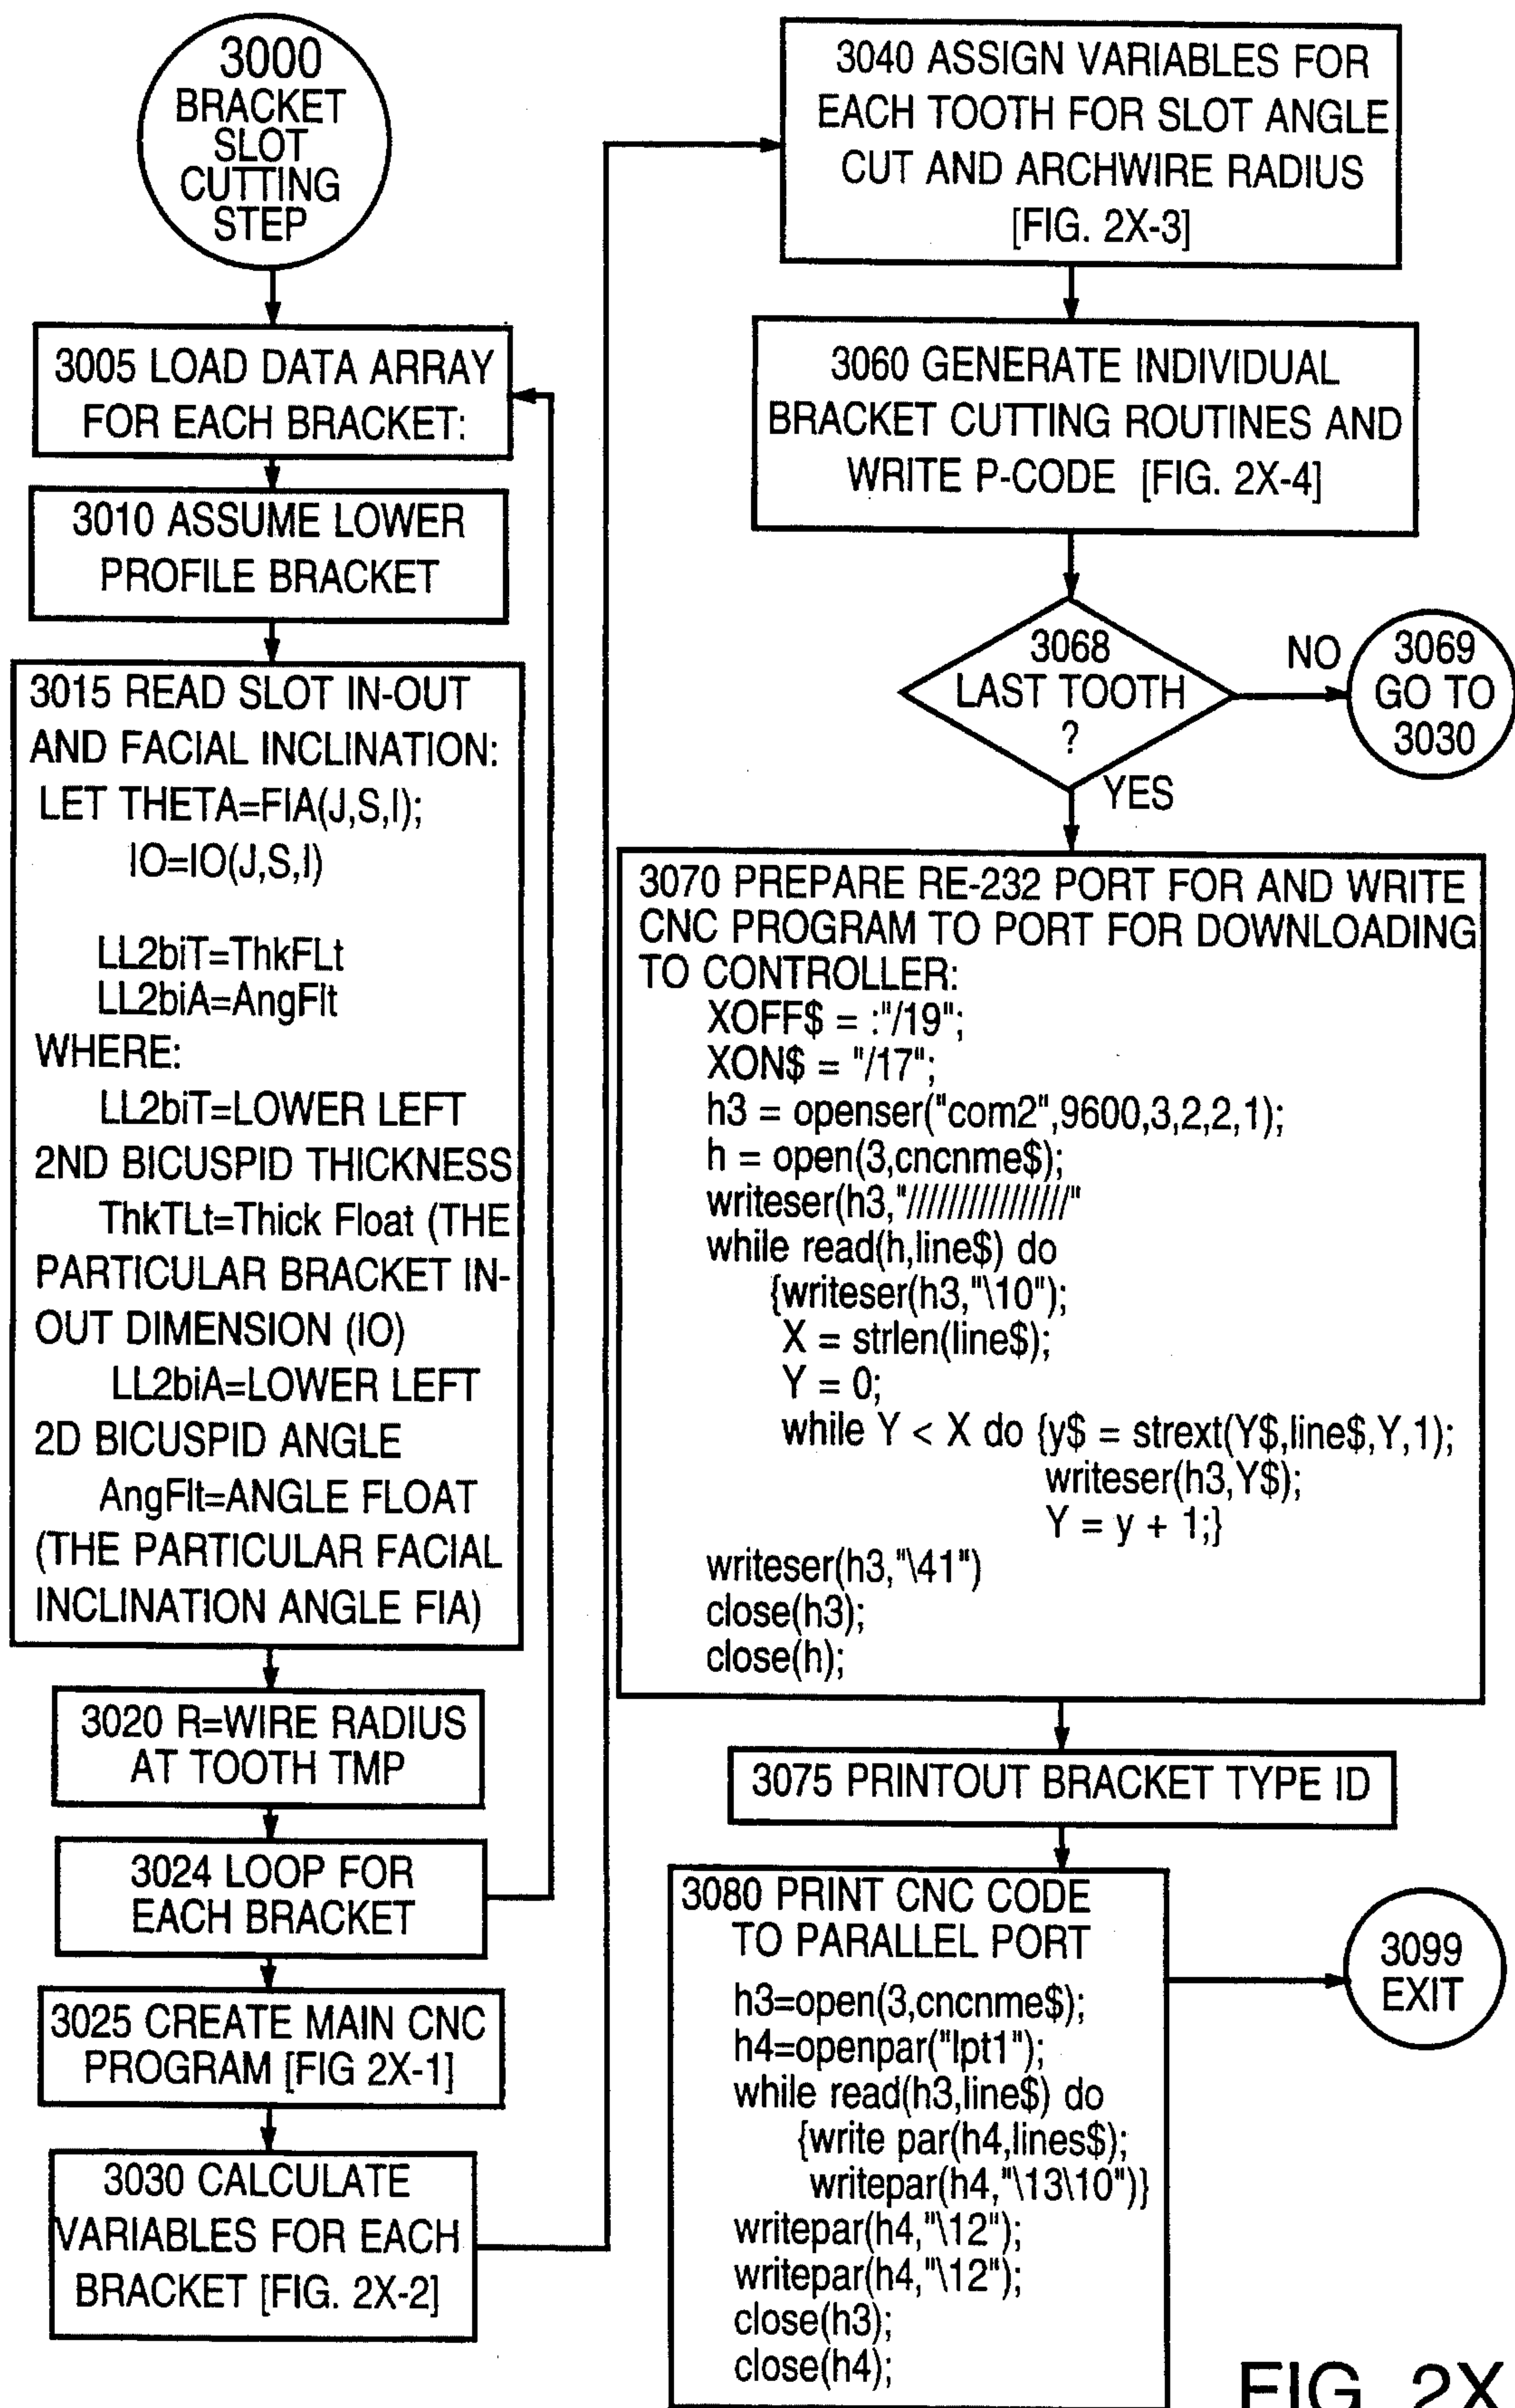 3000
BRACKET
SLOT
CUTTING
STEP
3005 LOAD DATA ARRAY
FOR EACH BRACKET:
3010 ASSUME LOWER
PROFILE BRACKET
3015 READ SLOT IN-OUT
AND FACIAL INCLINATION:
LET THETA=FIA(J,S,I);
IO=IO(J,S,I)
LL2biT=ThkFLt
LL2biA=AngFlt
WHERE:
LL2biT=LOWER LEFT
2ND BICUSPID THICKNESS
ThkTLt=Thick Float (THE
PARTICULAR BRACKET IN-
OUT DIMENSION (IO)
LL2biA=LOWER LEFT
2D BICUSPID ANGLE
AngFlt=ANGLE FLOAT
(THE PARTICULAR FACIAL
INCLINATION ANGLE FIA)
3020 R=WIRE RADIUS
AT TOOTH TMP
3024 LOOP FOR
EACH BRACKET
3025 CREATE MAIN CNC
PROGRAM [FIG 2X-1]
3030 CALCULATE
VARIABLES FOR EACH
BRACKET [FIG. 2X-2]
3040 ASSIGN VARIABLES FOR
EACH TOOTH FOR SLOT ANGLE
CUT AND ARCHWIRE RADIUS
[FIG. 2X-3]
3060 GENERATE INDIVIDUAL
BRACKET CUTTING ROUTINES AND
WRITE P-CODE [FIG. 2X-4]
3068
LAST TOOTH
?
NO
3069
GO TO
3030
YES
3070 PREPARE RE-232 PORT FOR AND WRITE
CNC PROGRAM TO PORT FOR DOWNLOADING
TO CONTROLLER:
XOFF$ = :"/19";
XON$ = "/17";
h3 = openser("com2",9600,3,2,2,1);
h = open(3,cncnme$);
writeser(h3,"////////////////"
while read(h,line$) do
{writeser(h3,"\10");
X = strlen(line$);
Y = 0;
while Y < X do {y$ = strext(Y$,line$,Y,1);
writeser(h3,Y$);
Y = y + 1;}
writeser(h3,"\41")
close(h3);
close(h);
3075 PRINTOUT BRACKET TYPE ID
3080 PRINT CNC CODE
TO PARALLEL PORT
h3=open(3,cncnme$);
h4=openpar("lpt1");
while read(h3,line$) do
{write par(h4,lines$);
writepar(h4,"\13\10")}
writepar(h4,"\12");
writepar(h4,"\12");
close(h3);
close(h4);
3099
EXIT
FIG. 2X